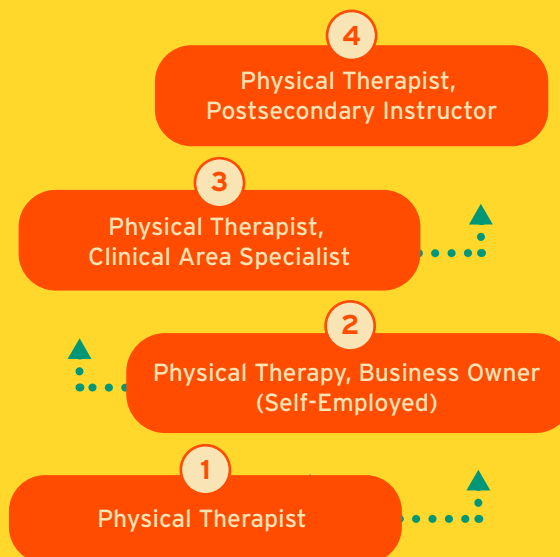 4
Physical Therapist,
Postsecondary Instructor
3
Physical Therapist,
Clinical Area Specialist
2
Physical Therapy, Business Owner
(Self-Employed)
1
Physical Therapist